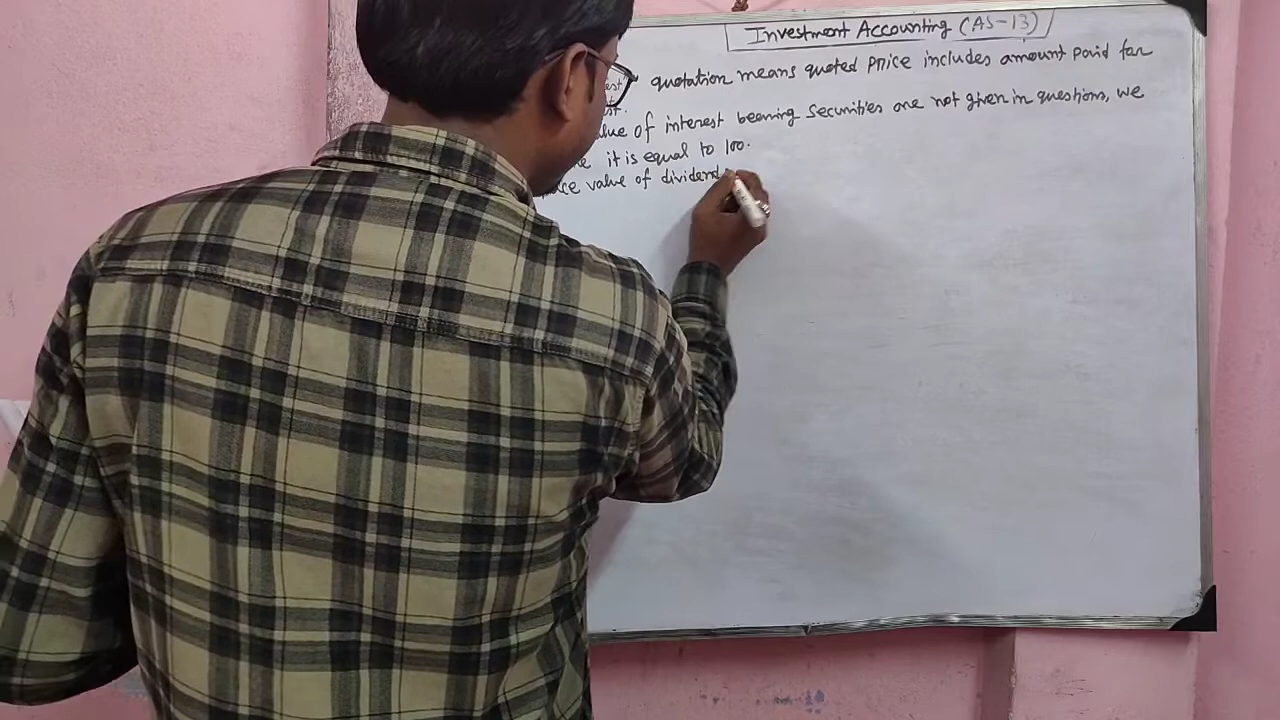 Investment Accounting (AS-13)
quotation means quoted price includes amount paid for
value of interest bearing securities are not given in questions, we
it is equal to 100.
value of dividend